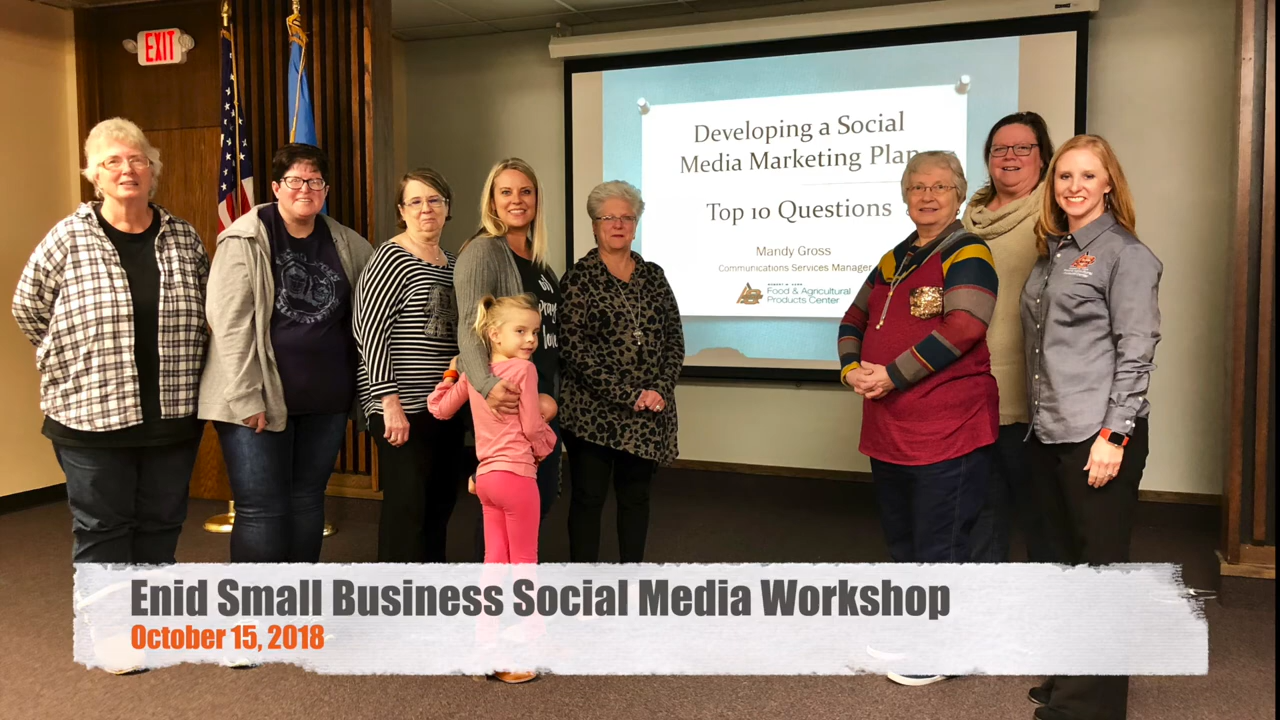 EXIT
Developing a Social
Media Marketing Plan
Top 10 Questions
Mandy Gross
Communications Services Manager
Food & Agricultural
Products Center
Enid Small Business Social Media Workshop
October 15, 2018